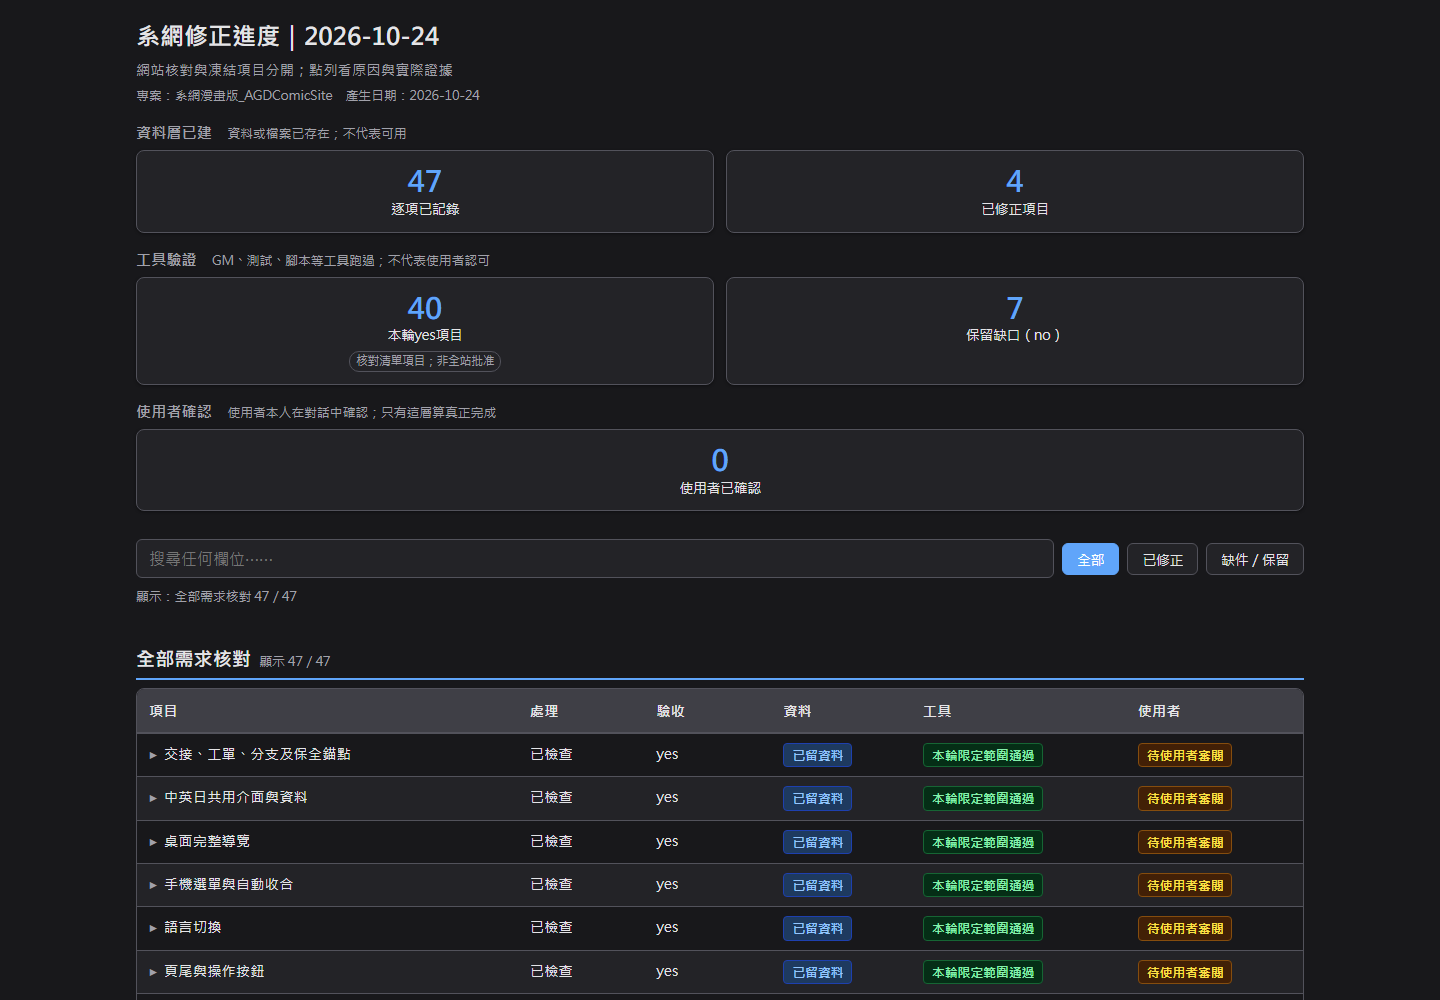 系網修正進度 | 2026-10-24
網站核對與凍結項目分開；點列看原因與實際證據
專案：系網漫畫版_AGDComicSite 產生日期：2026-10-24
資料層已建 資料或檔案已存在；不代表可用
47
逐項已記錄
4
已修正項目
工具驗證 GM、測試、腳本等工具跑過；不代表使用者認可
40
本輪yes項目
核對清單項目；非全站批准
7
保留缺口（no）
使用者確認 使用者本人在對話中確認；只有這層算真正完成
0
使用者已確認
搜尋任何欄位⋯⋯
全部
已修正
缺件 / 保留
顯示：全部需求核對 47 / 47
全部需求核對 顯示 47 / 47
項目 處理 驗收 資料 工具 使用者
▸ 交接、工單、分支及保全錨點 已檢查 yes 已留資料 本輪限定範圍通過 待使用者審閱
▸ 中英日共用介面與資料 已檢查 yes 已留資料 本輪限定範圍通過 待使用者審閱
▸ 桌面完整導覽 已檢查 yes 已留資料 本輪限定範圍通過 待使用者審閱
▸ 手機選單與自動收合 已檢查 yes 已留資料 本輪限定範圍通過 待使用者審閱
▸ 語言切換 已檢查 yes 已留資料 本輪限定範圍通過 待使用者審閱
▸ 頁尾與操作按鈕 已檢查 yes 已留資料 本輪限定範圍通過 待使用者審閱